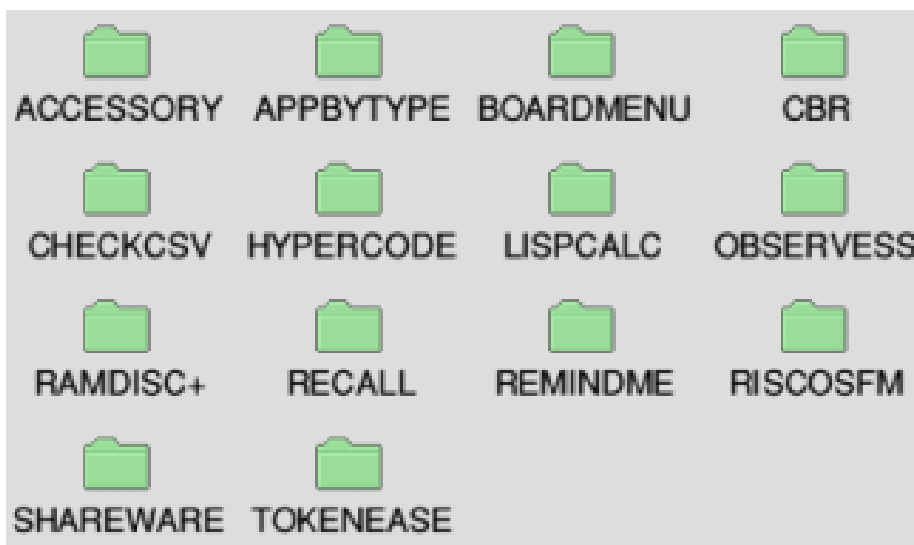 ACCESSORY APPBYTYPE BOARDMENU CBR
CHECKCSV HYPERCODE LISPCALC OBSERVESS
RAMDISC+ RECALL REMINDME RISCOSFM
SHAREWARE TOKENEASE